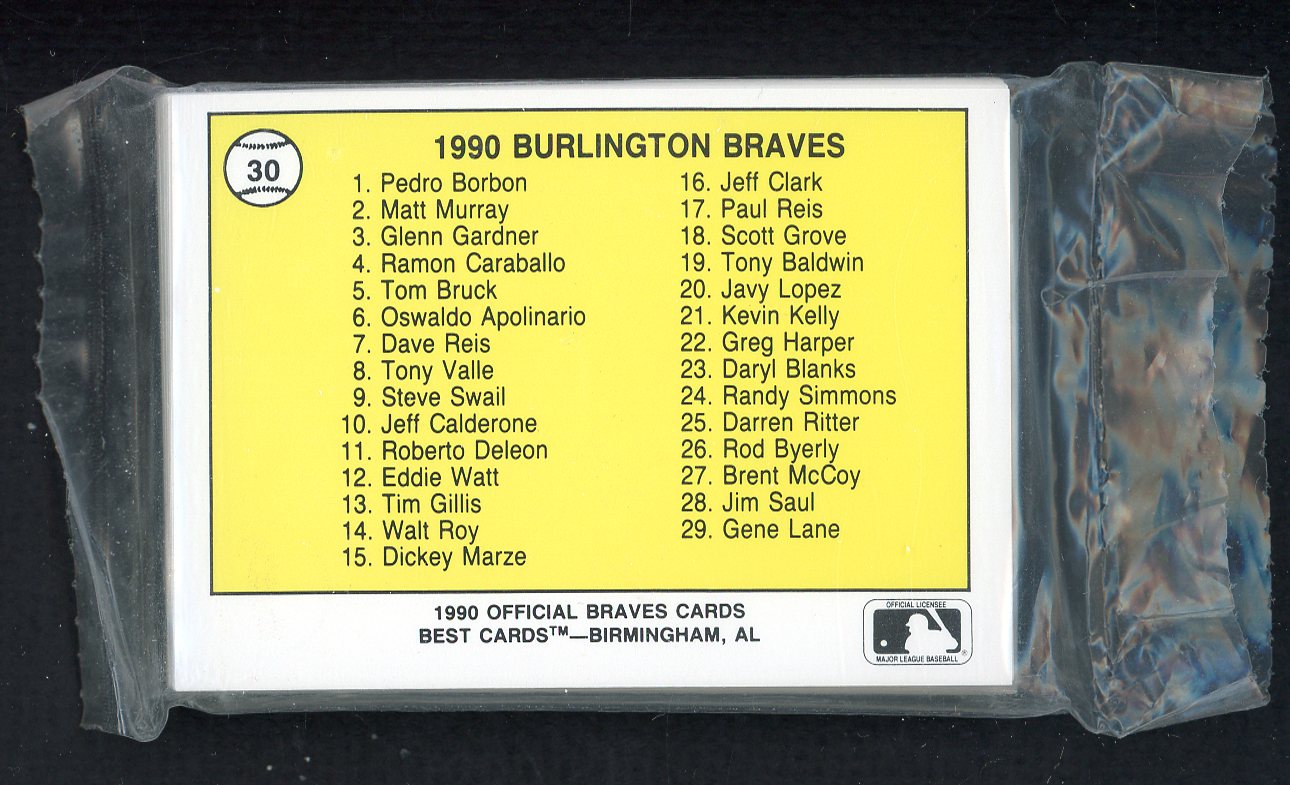 30
1990 BURLINGTON BRAVES
1. Pedro Borbon
2. Matt Murray
3. Glenn Gardner
4. Ramon Caraballo
5. Tom Bruck
6. Oswaldo Apolinario
7. Dave Reis
8. Tony Valle
9. Steve Swail
10. Jeff Calderone
11. Roberto Deleon
12. Eddie Watt
13. Tim Gillis
14. Walt Roy
15. Dickey Marze
16. Jeff Clark
17. Paul Reis
18. Scott Grove
19. Tony Baldwin
20. Javy Lopez
21. Kevin Kelly
22. Greg Harper
23. Daryl Blanks
24. Randy Simmons
25. Darren Ritter
26. Rod Byerly
27. Brent McCoy
28. Jim Saul
29. Gene Lane
1990 OFFICIAL BRAVES CARDS
BEST CARDS™—BIRMINGHAM, AL
OFFICIAL LICENSEE
MAJOR LEAGUE BASEBALL®